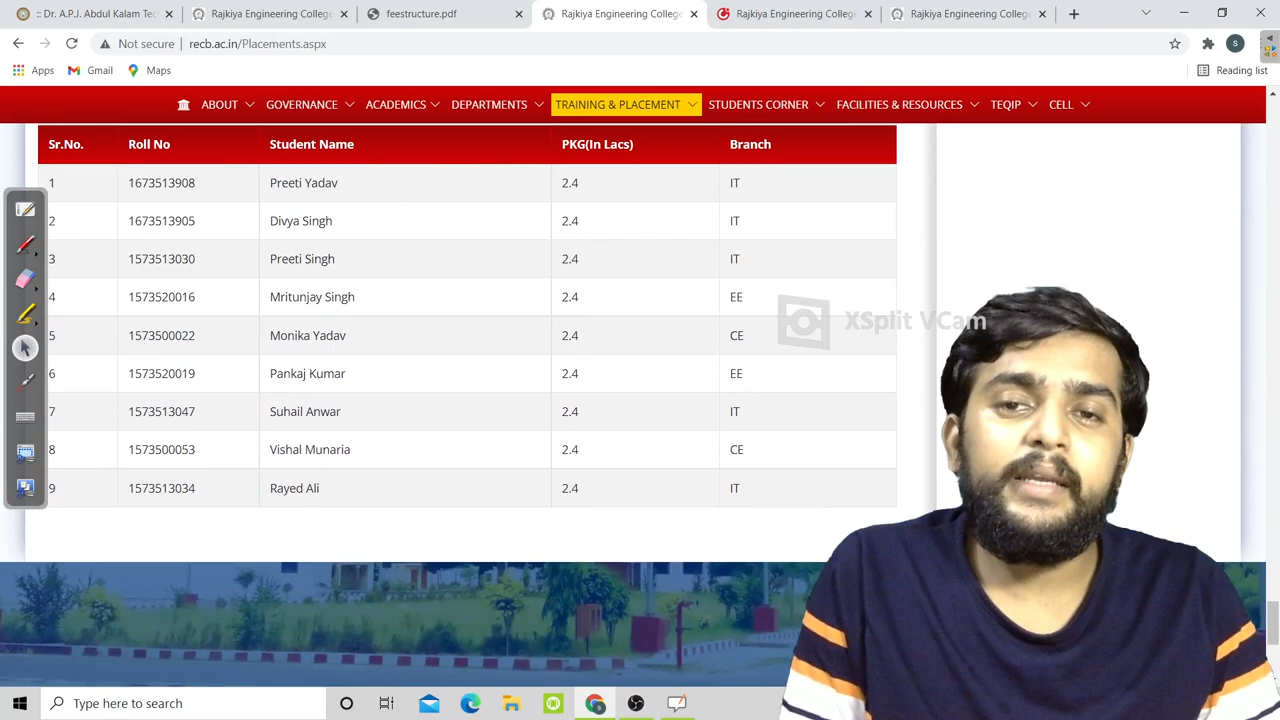 :: Dr. A.P.J. Abdul Kalam Tec
Rajkiya Engineering College
feestructure.pdf
Rajkiya Engineering College
Rajkiya Engineering College
Rajkiya Engineering College
Not secure
recb.ac.in/Placements.aspx
S
Apps
Gmail
Maps
Reading list
ABOUT
GOVERNANCE
ACADEMICS
DEPARTMENTS
TRAINING & PLACEMENT
STUDENTS CORNER
FACILITIES & RESOURCES
TEQIP
CELL
Sr.No. Roll No Student Name PKG(In Lacs) Branch
1 1673513908 Preeti Yadav 2.4 IT
2 1673513905 Divya Singh 2.4 IT
3 1573513030 Preeti Singh 2.4 IT
4 1573520016 Mritunjay Singh 2.4 EE
5 1573500022 Monika Yadav 2.4 CE
6 1573520019 Pankaj Kumar 2.4 EE
7 1573513047 Suhail Anwar 2.4 IT
8 1573500053 Vishal Munaria 2.4 CE
9 1573513034 Rayed Ali 2.4 IT
XSplit VCam
Type here to search